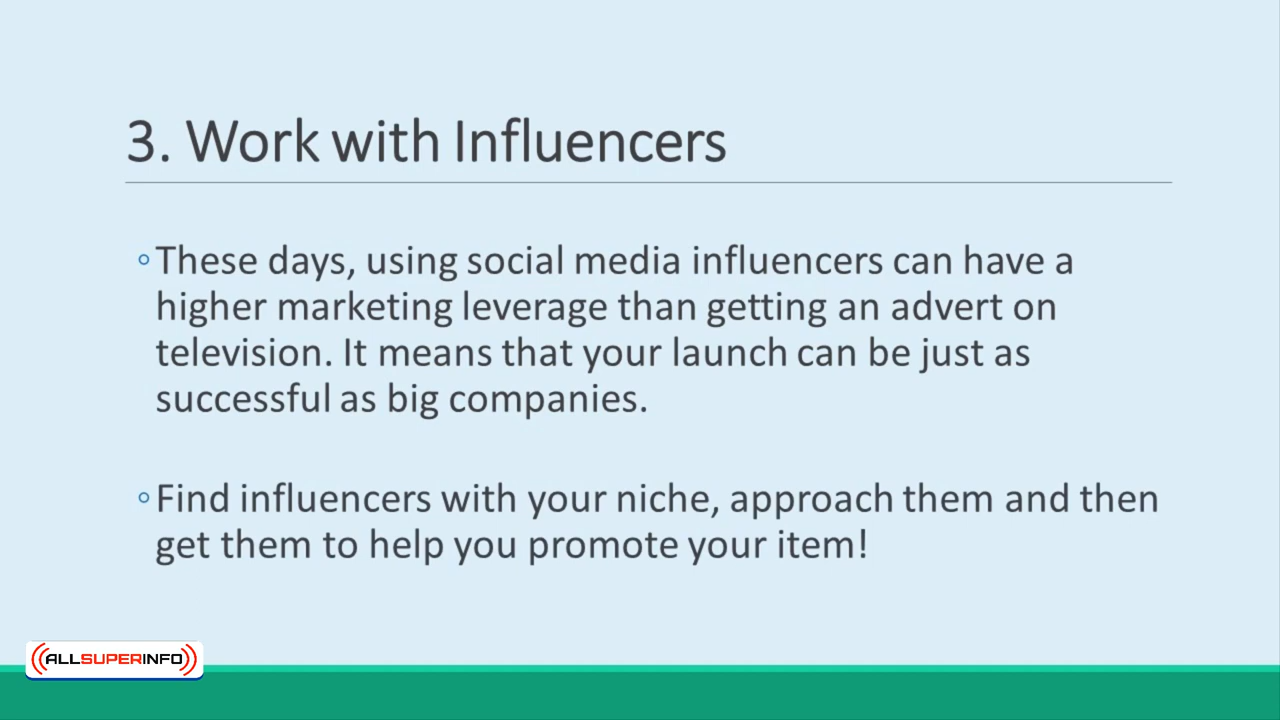 3. Work with Influencers
◦These days, using social media influencers can have a
higher marketing leverage than getting an advert on
television. It means that your launch can be just as
successful as big companies.
◦Find influencers with your niche, approach them and then
get them to help you promote your item!
((ALLSUPERINFO))